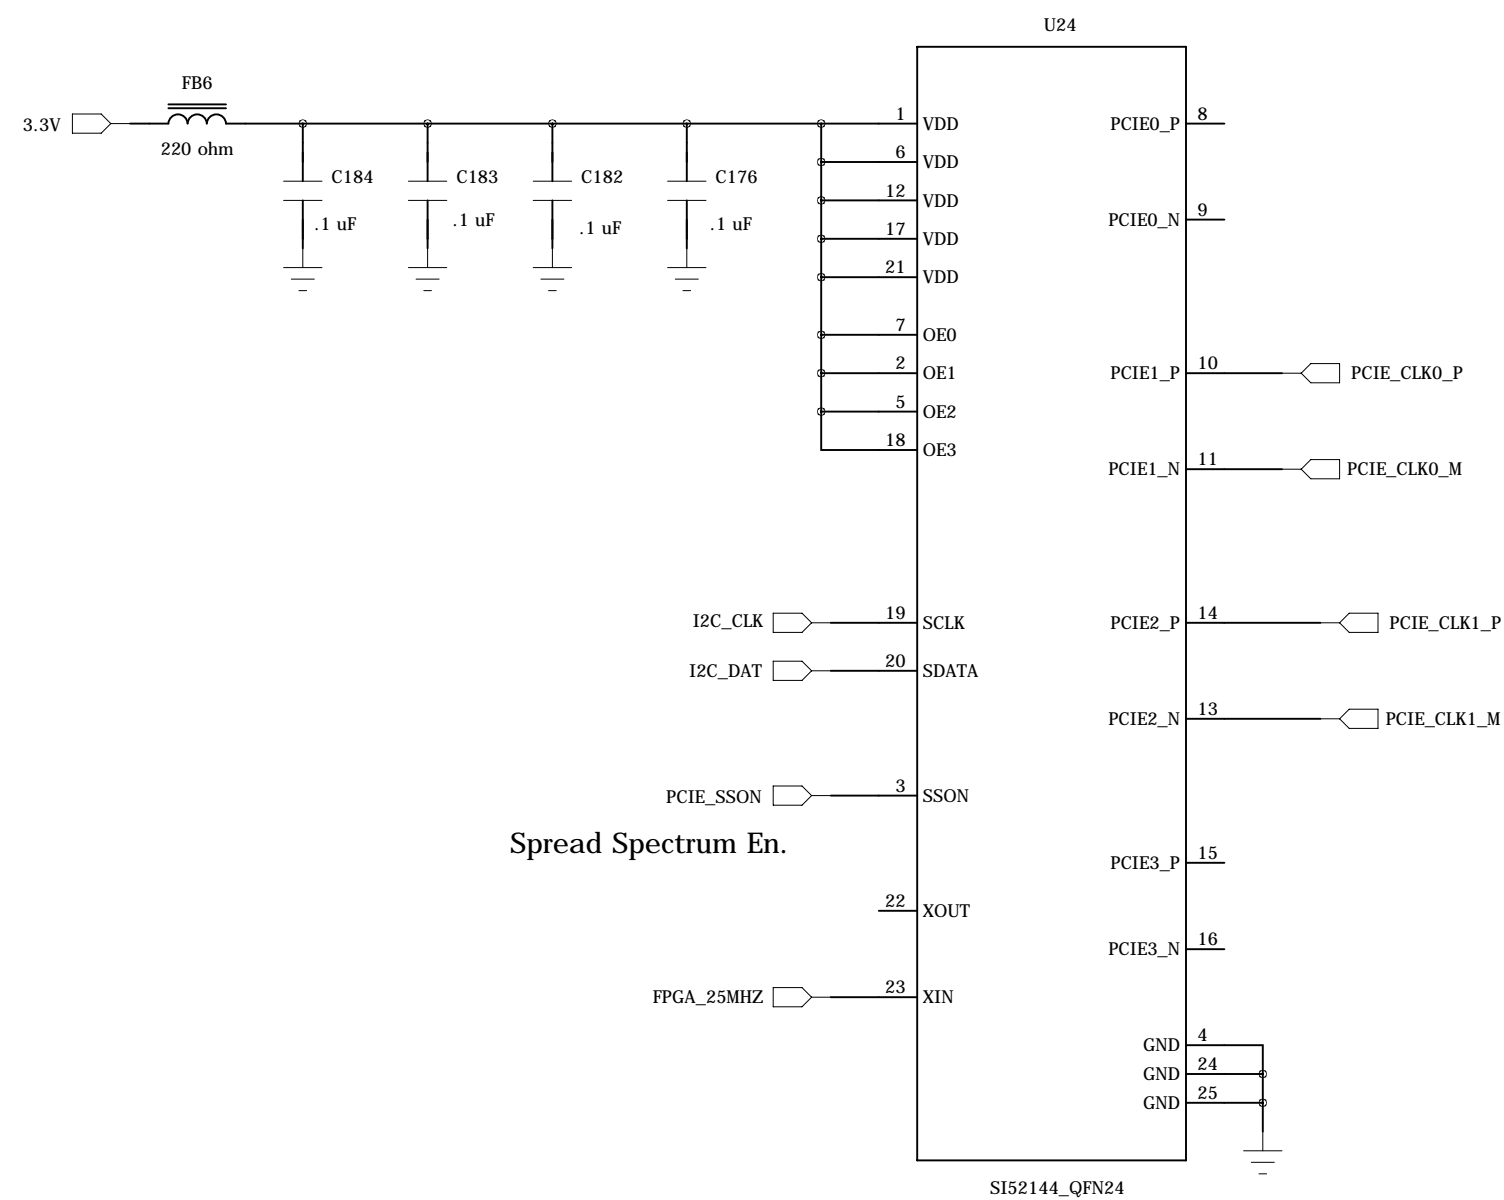 U24
FB6
3.3V
220 ohm
C184
.1 uF
C183
.1 uF
C182
.1 uF
C176
.1 uF
1 VDD
6 VDD
12 VDD
17 VDD
21 VDD
7 OE0
2 OE1
5 OE2
18 OE3
I2C_CLK 19 SCLK
I2C_DAT 20 SDATA
PCIE_SSON 3 SSON
Spread Spectrum En.
22 XOUT
FPGA_25MHZ 23 XIN
PCIE0_P 8
PCIE0_N 9
PCIE1_P 10 PCIE_CLK0_P
PCIE1_N 11 PCIE_CLK0_M
PCIE2_P 14 PCIE_CLK1_P
PCIE2_N 13 PCIE_CLK1_M
PCIE3_P 15
PCIE3_N 16
GND 4
GND 24
GND 25
SI52144_QFN24